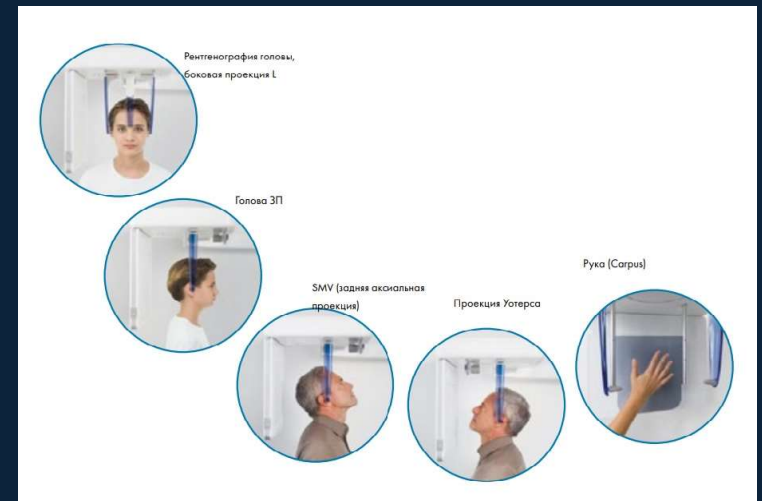 Рентгенография головы,
боковая проекция L
Голова ЗП
SMV (задняя аксиальная
проекция)
Проекция Уотерса
Рука (Carpus)